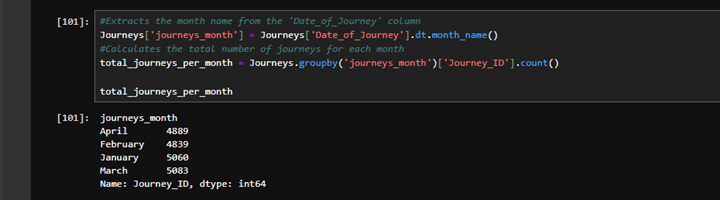 [101]: #Extracts the month name from the 'Date_of_Journey' column
Journeys['journeys_month'] = Journeys['Date_of_Journey'].dt.month_name()
#Calculates the total number of journeys for each month
total_journeys_per_month = Journeys.groupby('journeys_month')['Journey_ID'].count()
total_journeys_per_month
[101]: journeys_month
April 4889
February 4839
January 5060
March 5083
Name: Journey_ID, dtype: int64